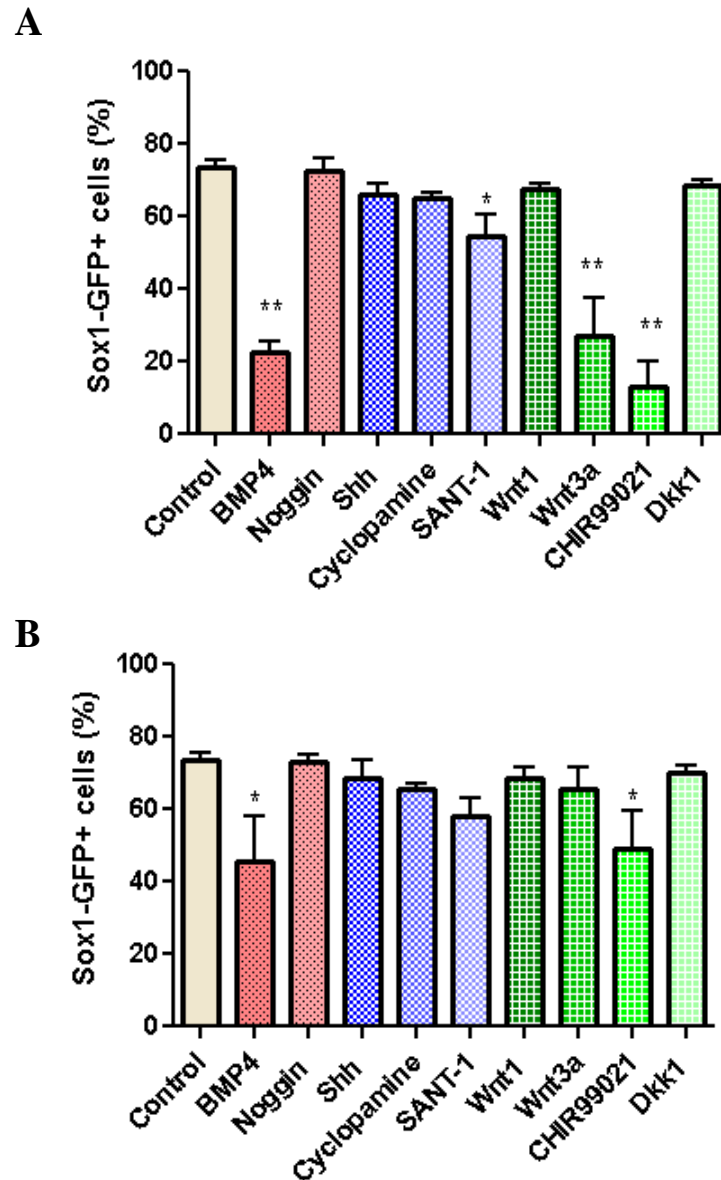 A
Sox1-GFP+ cells (%)
100
80
60
40
20
0
**
*
**
**
Control
BMP4
Noggin
Shh
Cyclopamine
SANT-1
Wnt1
Wnt3a
CHIR99021
Dkk1
B
Sox1-GFP+ cells (%)
100
80
60
40
20
0
*
*
Control
BMP4
Noggin
Shh
Cyclopamine
SANT-1
Wnt1
Wnt3a
CHIR99021
Dkk1